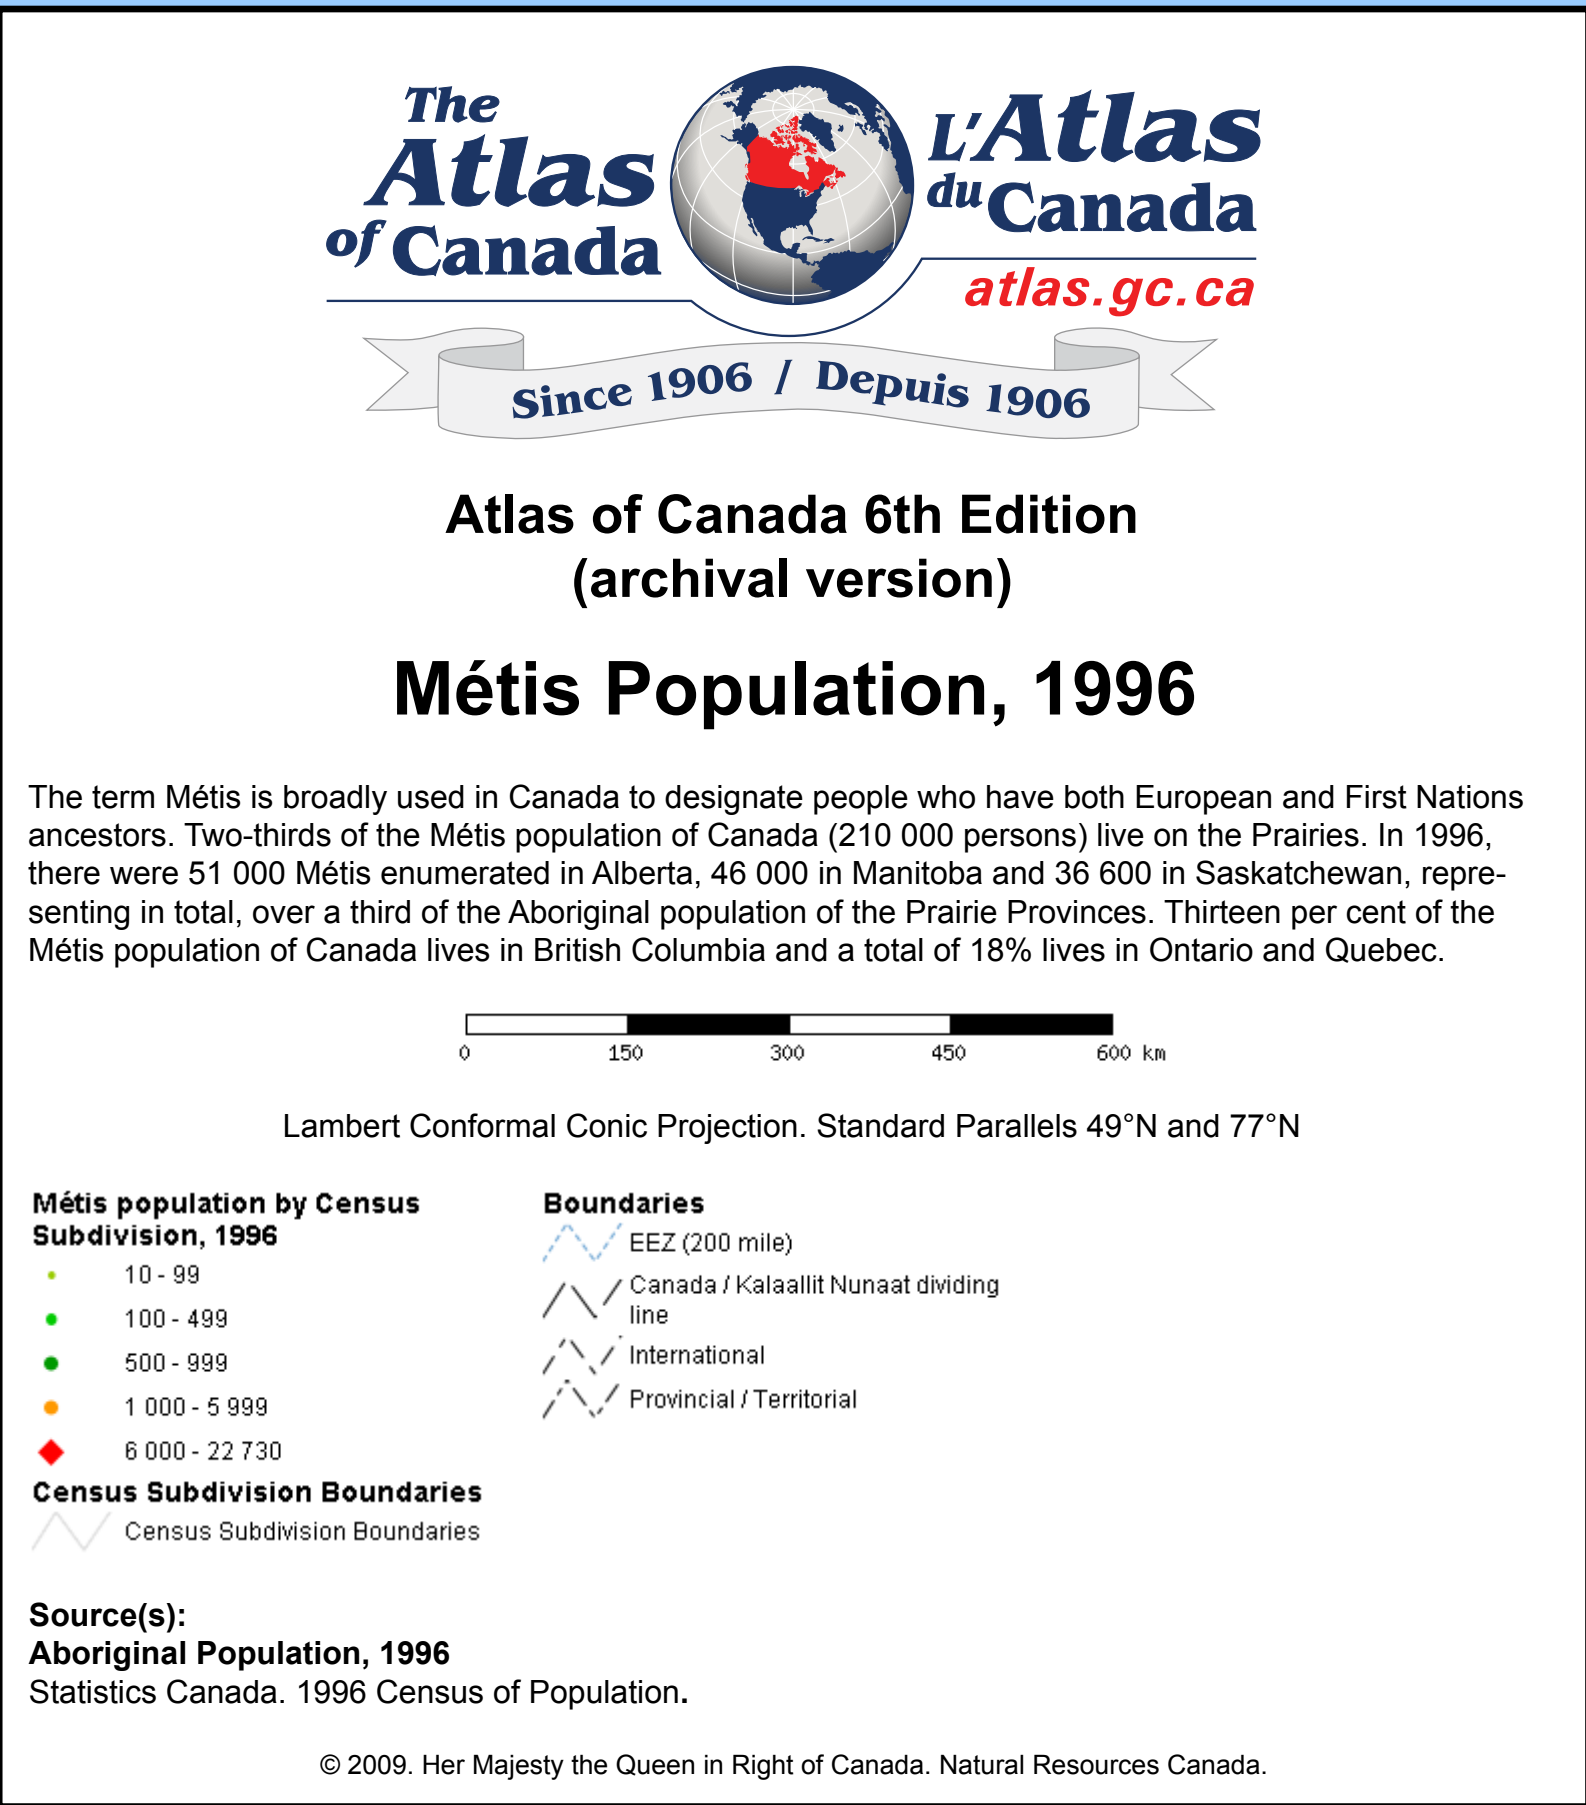 The
Atlas
of Canada
L'Atlas
du Canada
atlas.gc.ca
Since 1906 / Depuis 1906
Atlas of Canada 6th Edition
(archival version)
Métis Population, 1996
The term Métis is broadly used in Canada to designate people who have both European and First Nations
ancestors. Two-thirds of the Métis population of Canada (210 000 persons) live on the Prairies. In 1996,
there were 51 000 Métis enumerated in Alberta, 46 000 in Manitoba and 36 600 in Saskatchewan, repre-
senting in total, over a third of the Aboriginal population of the Prairie Provinces. Thirteen per cent of the
Métis population of Canada lives in British Columbia and a total of 18% lives in Ontario and Quebec.
0 150 300 450 600 km
Lambert Conformal Conic Projection. Standard Parallels 49°N and 77°N
Métis population by Census
Subdivision, 1996
10 - 99
100 - 499
500 - 999
1 000 - 5 999
6 000 - 22 730
Census Subdivision Boundaries
Census Subdivision Boundaries
Boundaries
EEZ (200 mile)
Canada / Kalaallit Nunaat dividing
line
International
Provincial / Territorial
Source(s):
Aboriginal Population, 1996
Statistics Canada. 1996 Census of Population.
© 2009. Her Majesty the Queen in Right of Canada. Natural Resources Canada.